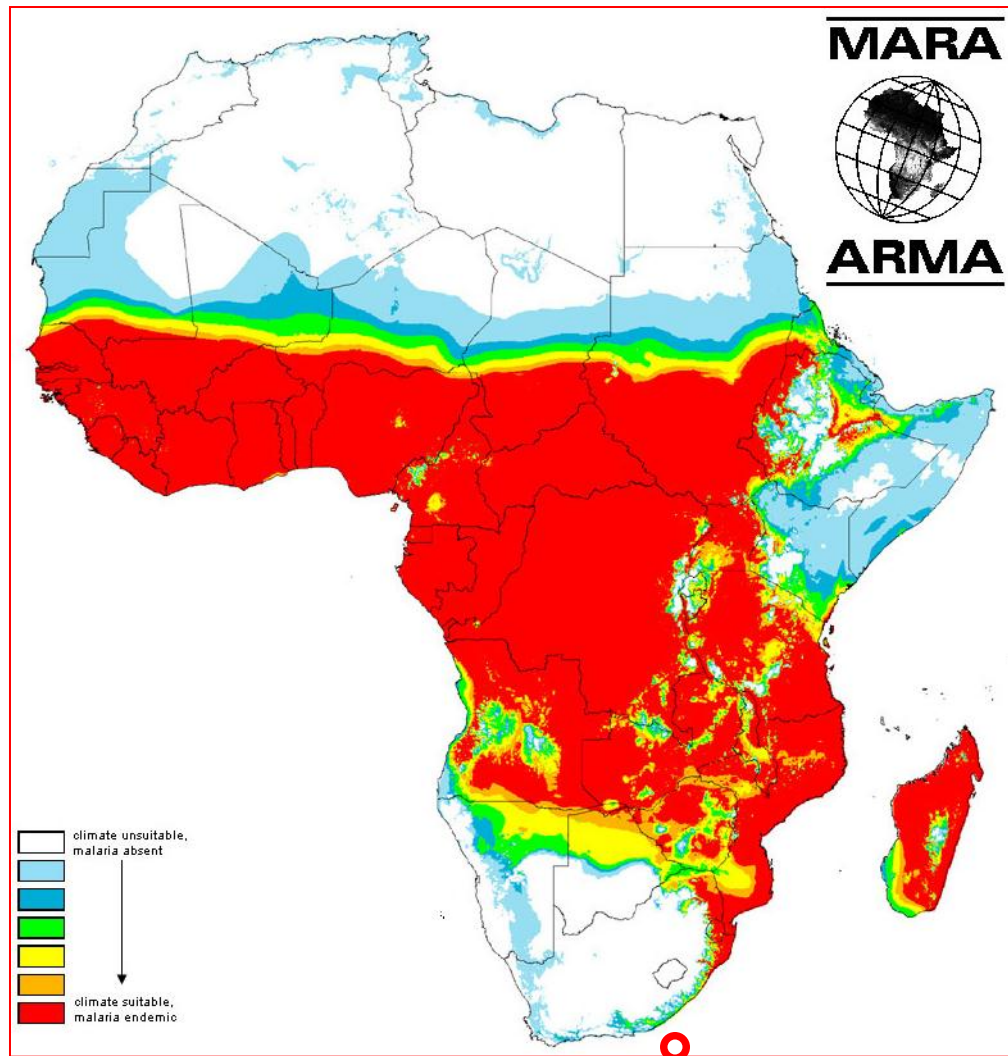 MARA
ARMA
climate unsuitable,
malaria absent
climate suitable,
malaria endemic